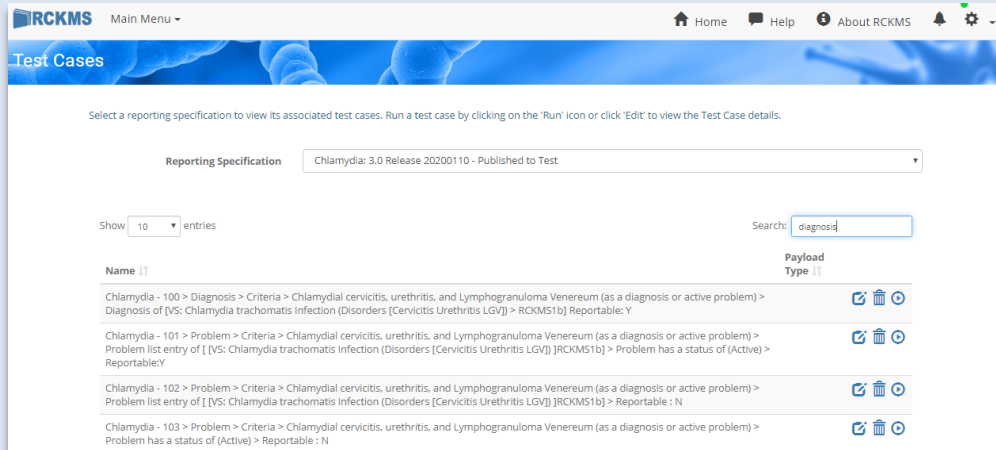 RCKMS Main Menu Home Help About RCKMS
Test Cases
Select a reporting specification to view its associated test cases. Run a test case by clicking on the 'Run' icon or click 'Edit' to view the Test Case details.
Reporting Specification Chlamydia: 3.0 Release 20200110 - Published to Test
Show 10 entries Search: diagnosis
Name Payload Type
Chlamydia - 100 > Diagnosis > Criteria > Chlamydial cervicitis, urethritis, and Lymphogranuloma Venereum (as a diagnosis or active problem) >
Diagnosis of [VS: Chlamydia trachomatis Infection (Disorders [Cervicitis Urethritis LGV]) > RCKMS1b] Reportable: Y
Chlamydia - 101 > Problem > Criteria > Chlamydial cervicitis, urethritis, and Lymphogranuloma Venereum (as a diagnosis or active problem) >
Problem list entry of [ [VS: Chlamydia trachomatis Infection (Disorders [Cervicitis Urethritis LGV]) ]RCKMS1b] > Problem has a status of (Active) >
Reportable:Y
Chlamydia - 102 > Problem > Criteria > Chlamydial cervicitis, urethritis, and Lymphogranuloma Venereum (as a diagnosis or active problem) >
Problem list entry of [ [VS: Chlamydia trachomatis Infection (Disorders [Cervicitis Urethritis LGV]) ]RCKMS1b] > Reportable : N
Chlamydia - 103 > Problem > Criteria > Chlamydial cervicitis, urethritis, and Lymphogranuloma Venereum (as a diagnosis or active problem) >
Problem has a status of (Active) > Reportable : N